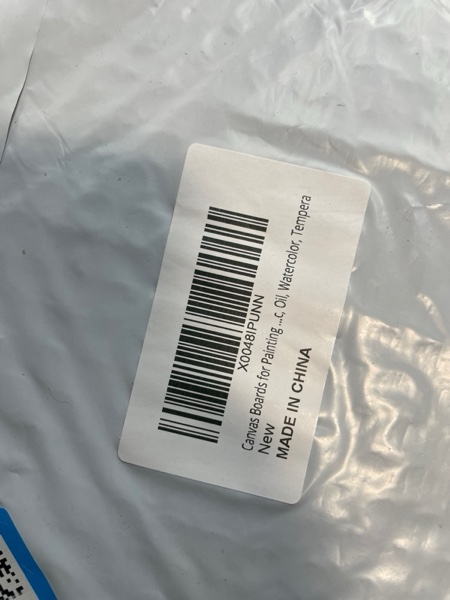 X0048IPUNN
Canvas Boards for Painting ...c, Oil, Watercolor, Tempera
New
MADE IN CHINA